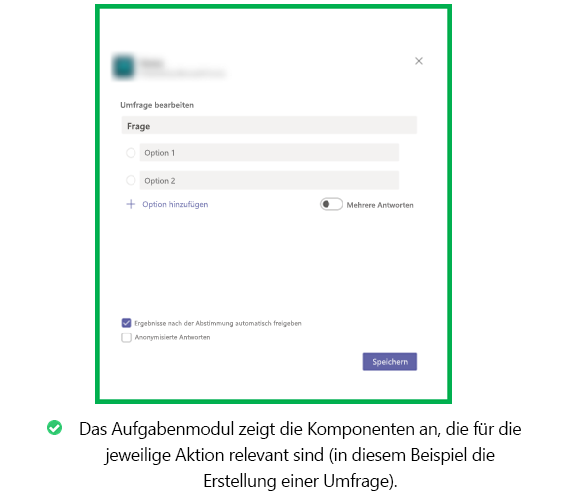 Umfrage bearbeiten
Frage
Option 1
Option 2
Option hinzufügen
Mehrere Antworten
Ergebnisse nach der Abstimmung automatisch freigeben
Anonymisierte Antworten
Speichern
Das Aufgabenmodul zeigt die Komponenten an, die für die
jeweilige Aktion relevant sind (in diesem Beispiel die
Erstellung einer Umfrage).